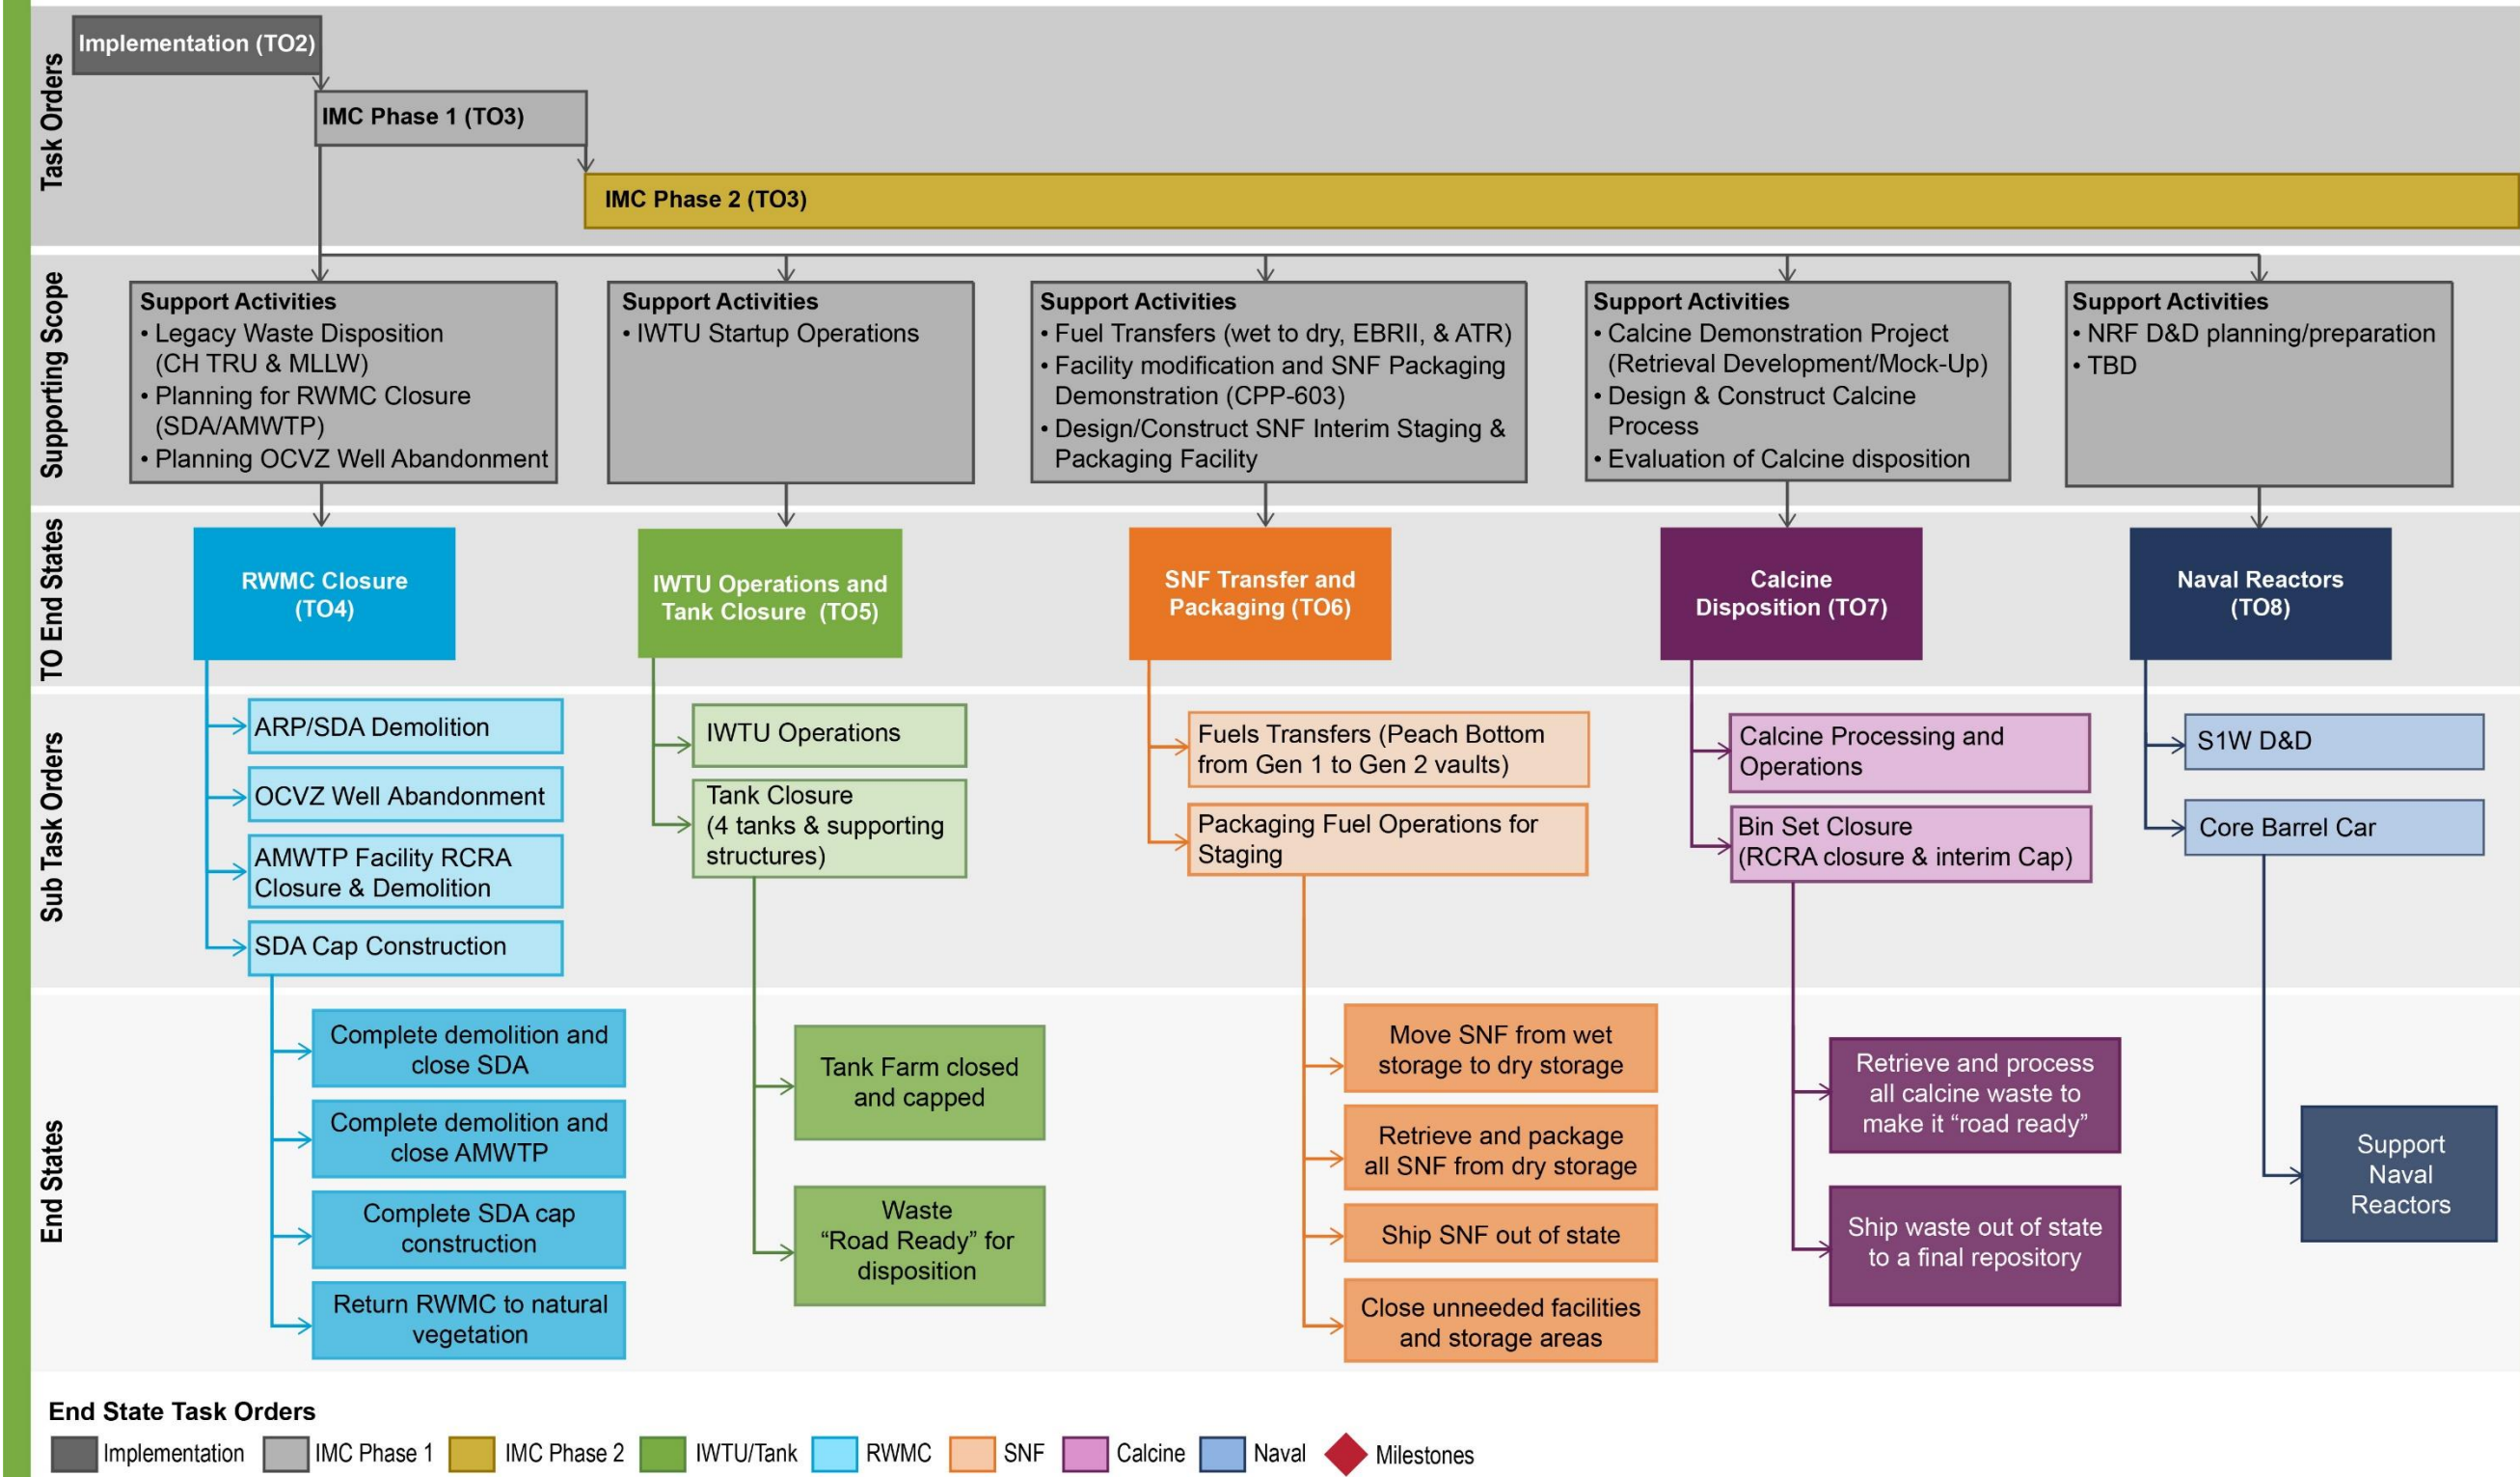 Task Orders
Implementation (TO2)
IMC Phase 1 (TO3)
IMC Phase 2 (TO3)
Supporting Scope
Support Activities
• Legacy Waste Disposition
(CH TRU & MLLW)
• Planning for RWMC Closure
(SDA/AMWTP)
• Planning OCVZ Well Abandonment
Support Activities
• IWTU Startup Operations
Support Activities
• Fuel Transfers (wet to dry, EBRII, & ATR)
• Facility modification and SNF Packaging
Demonstration (CPP-603)
• Design/Construct SNF Interim Staging &
Packaging Facility
Support Activities
• Calcine Demonstration Project
(Retrieval Development/Mock-Up)
• Design & Construct Calcine
Process
• Evaluation of Calcine disposition
Support Activities
• NRF D&D planning/preparation
• TBD
TO End States
RWMC Closure
(TO4)
IWTU Operations and
Tank Closure (TO5)
SNF Transfer and
Packaging (TO6)
Calcine
Disposition (TO7)
Naval Reactors
(TO8)
Sub Task Orders
ARP/SDA Demolition
OCVZ Well Abandonment
AMWTP Facility RCRA
Closure & Demolition
SDA Cap Construction
IWTU Operations
Tank Closure
(4 tanks & supporting
structures)
Fuels Transfers (Peach Bottom
from Gen 1 to Gen 2 vaults)
Packaging Fuel Operations for
Staging
Calcine Processing and
Operations
Bin Set Closure
(RCRA closure & interim Cap)
S1W D&D
Core Barrel Car
End States
Complete demolition and
close SDA
Complete demolition and
close AMWTP
Complete SDA cap
construction
Return RWMC to natural
vegetation
Tank Farm closed
and capped
Waste
“Road Ready” for
disposition
Move SNF from wet
storage to dry storage
Retrieve and package
all SNF from dry storage
Ship SNF out of state
Close unneeded facilities
and storage areas
Retrieve and process
all calcine waste to
make it “road ready”
Ship waste out of state
to a final repository
Support
Naval
Reactors
End State Task Orders
Implementation
IMC Phase 1
IMC Phase 2
IWTU/Tank
RWMC
SNF
Calcine
Naval
Milestones